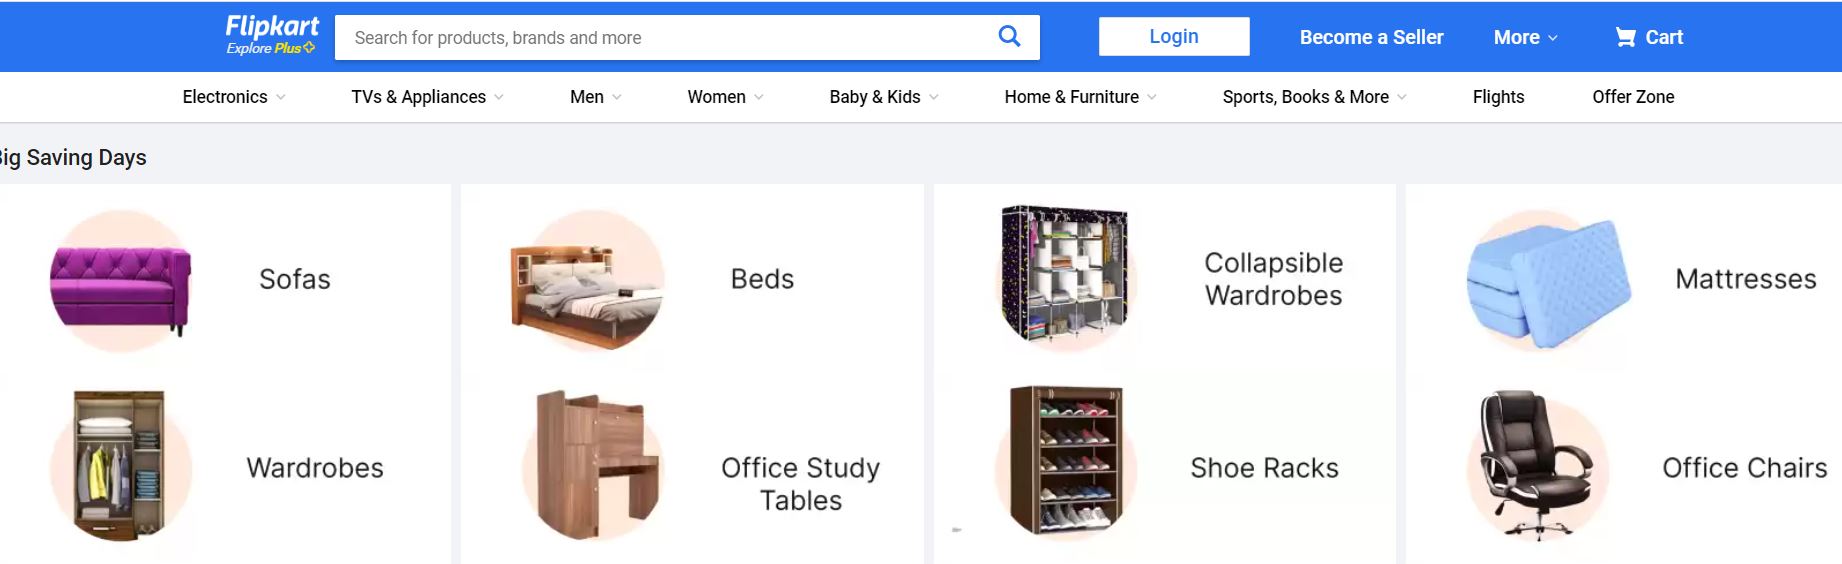 Flipkart
Explore Plus
Search for products, brands and more
Login
Become a Seller
More
Cart
Electronics
TVs & Appliances
Men
Women
Baby & Kids
Home & Furniture
Sports, Books & More
Flights
Offer Zone
Big Saving Days
Sofas
Beds
Collapsible
Wardrobes
Mattresses
Wardrobes
Office Study
Tables
Shoe Racks
Office Chairs